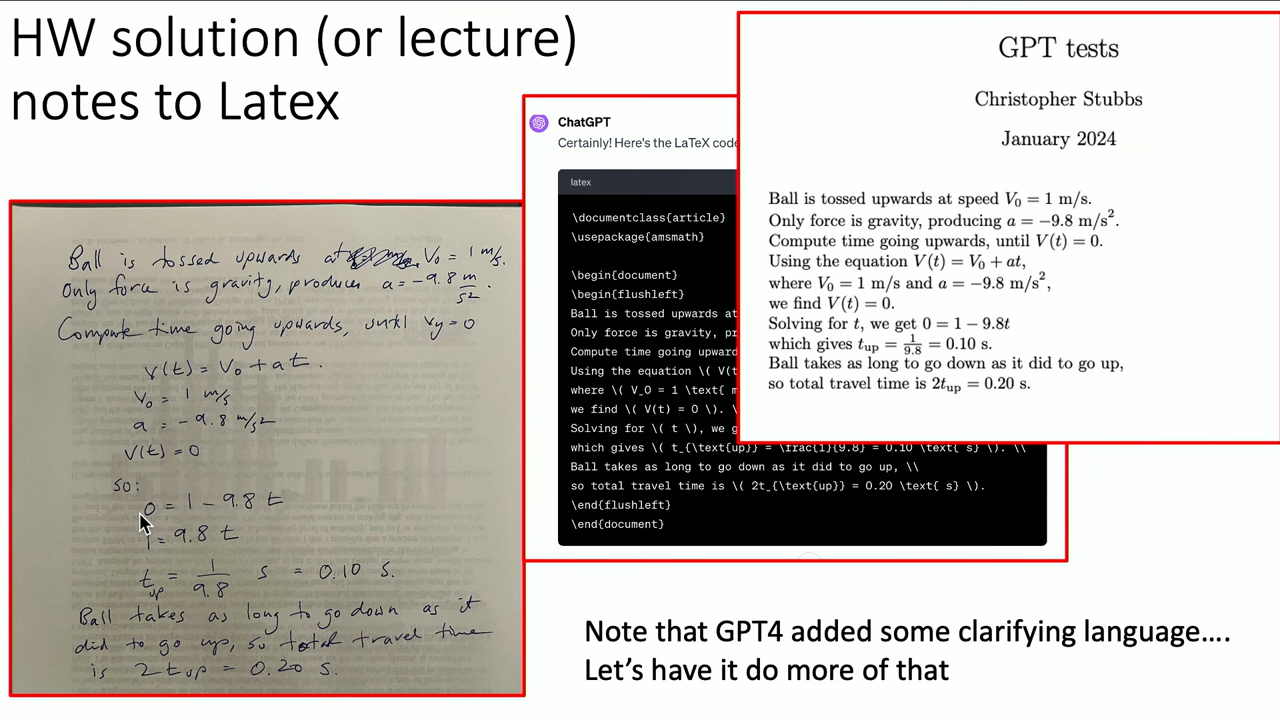 HW solution (or lecture)
notes to Latex
Ball is tossed upwards at V₀ = 1 m/s.
Only force is gravity, produces a = -9.8 m/s².
Compute time going upwards, until Vy = 0
V(t) = V₀ + at.
V₀ = 1 m/s
a = -9.8 m/s²
V(t) = 0
so:
0 = 1 - 9.8 t
1 = 9.8 t
t_up = 1/9.8 s = 0.10 s.
Ball takes as long to go down as it
did to go up, so total travel time
is 2 t_up = 0.20 s.
ChatGPT
Certainly! Here's the LaTeX code
latex
\documentclass{article}
\usepackage{amsmath}
\begin{document}
\begin{flushleft}
Ball is tossed upwards at
Only force is gravity, pr
Compute time going upward
Using the equation \( V(t
where \( V_0 = 1 \text{ m
we find \( V(t) = 0 \). \
Solving for \( t \), we g
which gives \( t_{\text{up}} = \frac{1}{9.8} = 0.10 \text{ s} \). \\
Ball takes as long to go down as it did to go up, \\
so total travel time is \( 2t_{\text{up}} = 0.20 \text{ s} \).
\end{flushleft}
\end{document}
GPT tests
Christopher Stubbs
January 2024
Ball is tossed upwards at speed V₀ = 1 m/s.
Only force is gravity, producing a = −9.8 m/s².
Compute time going upwards, until V(t) = 0.
Using the equation V(t) = V₀ + at,
where V₀ = 1 m/s and a = −9.8 m/s²,
we find V(t) = 0.
Solving for t, we get 0 = 1 − 9.8t
which gives t_up = 1/9.8 = 0.10 s.
Ball takes as long to go down as it did to go up,
so total travel time is 2t_up = 0.20 s.
Note that GPT4 added some clarifying language….
Let's have it do more of that